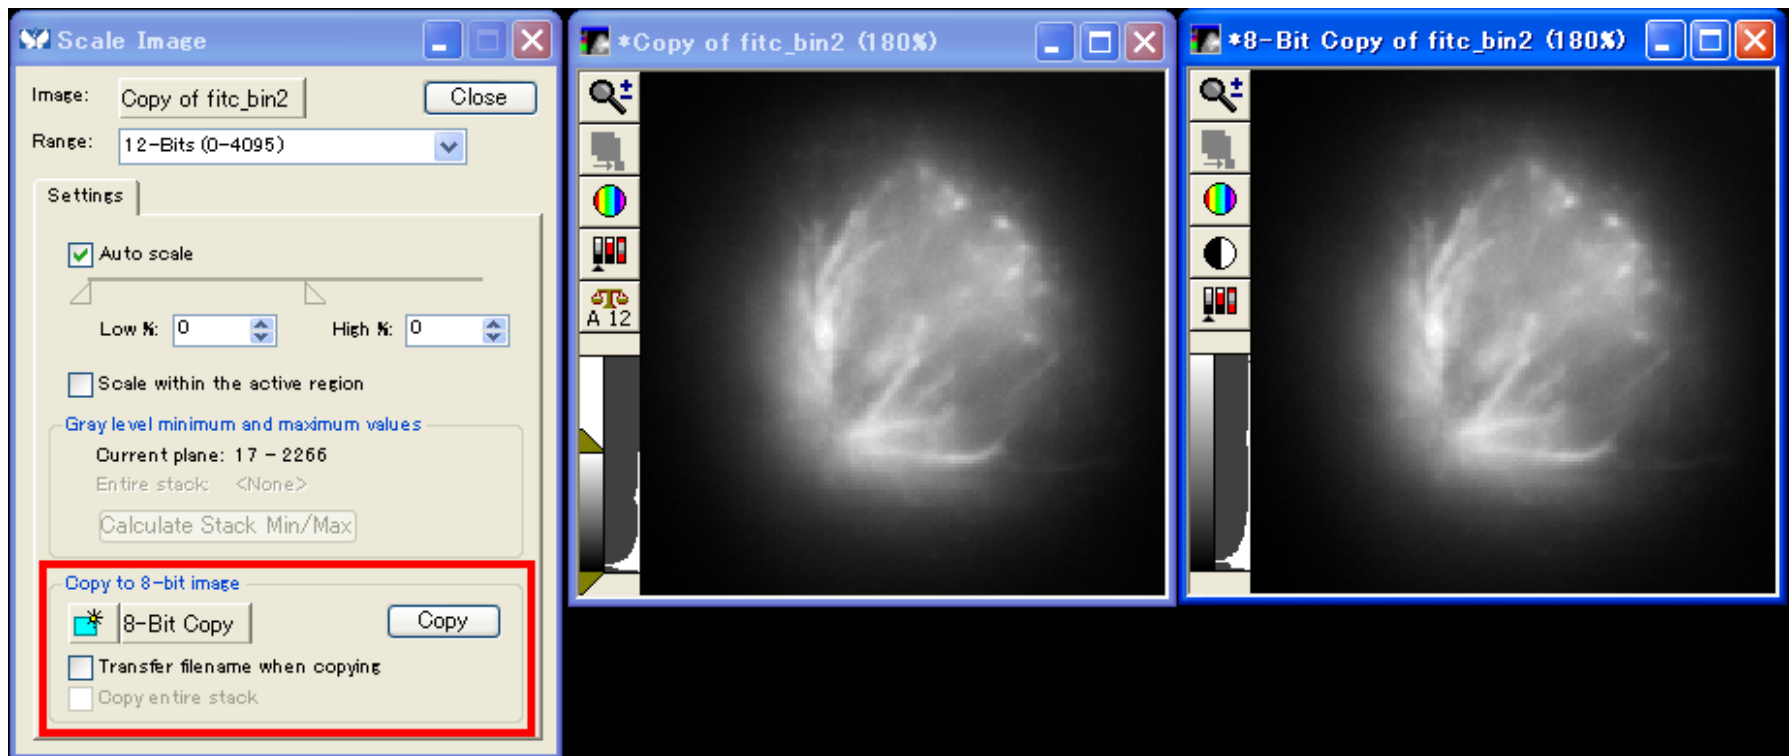 Scale Image
Image: Copy of fitc_bin2 Close
Range: 12-Bits (0-4095)
Settings
Auto scale
Low %: 0 High %: 0
Scale within the active region
Gray level minimum and maximum values
Current plane: 17 - 2266
Entire stack: <None>
Calculate Stack Min/Max
Copy to 8-bit image
8-Bit Copy Copy
Transfer filename when copying
Copy entire stack
*Copy of fitc_bin2 (180%)
A 12
*8-Bit Copy of fitc_bin2 (180%)